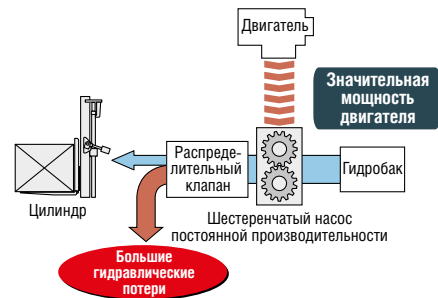 Двигатель
Значительная
мощность
двигателя
Распреде-
лительный
клапан
Гидробак
Цилиндр
Шестеренчатый насос
постоянной производительности
Большие
гидравлические
потери